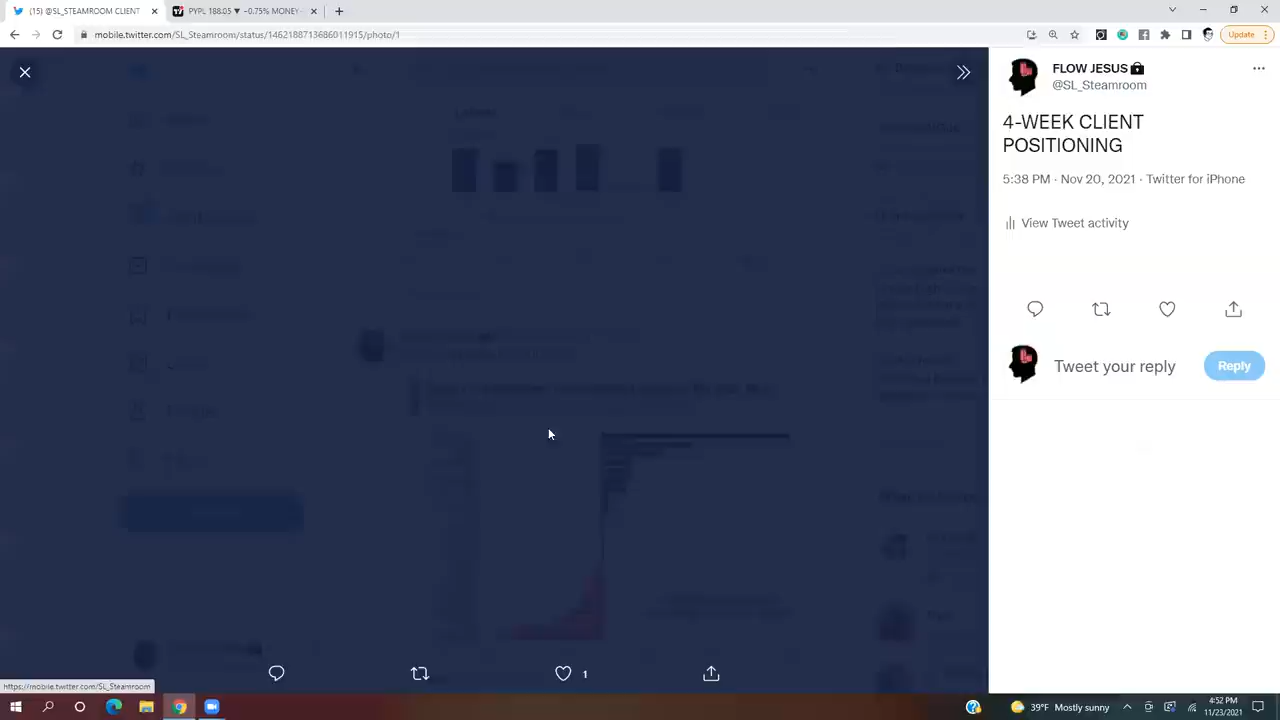 (15) @SL_STEAMROOM CLIENT
PYPL 188.05 ▼ −0.75% MONEY
mobile.twitter.com/SL_Steamroom/status/1462188713686011915/photo/1
Update
FLOW JESUS
@SL_Steamroom
4-WEEK CLIENT
POSITIONING
5:38 PM · Nov 20, 2021 · Twitter for iPhone
View Tweet activity
Tweet your reply
Reply
1
https://mobile.twitter.com/SL_Steamroom
39°F Mostly sunny
4:52 PM
11/23/2021